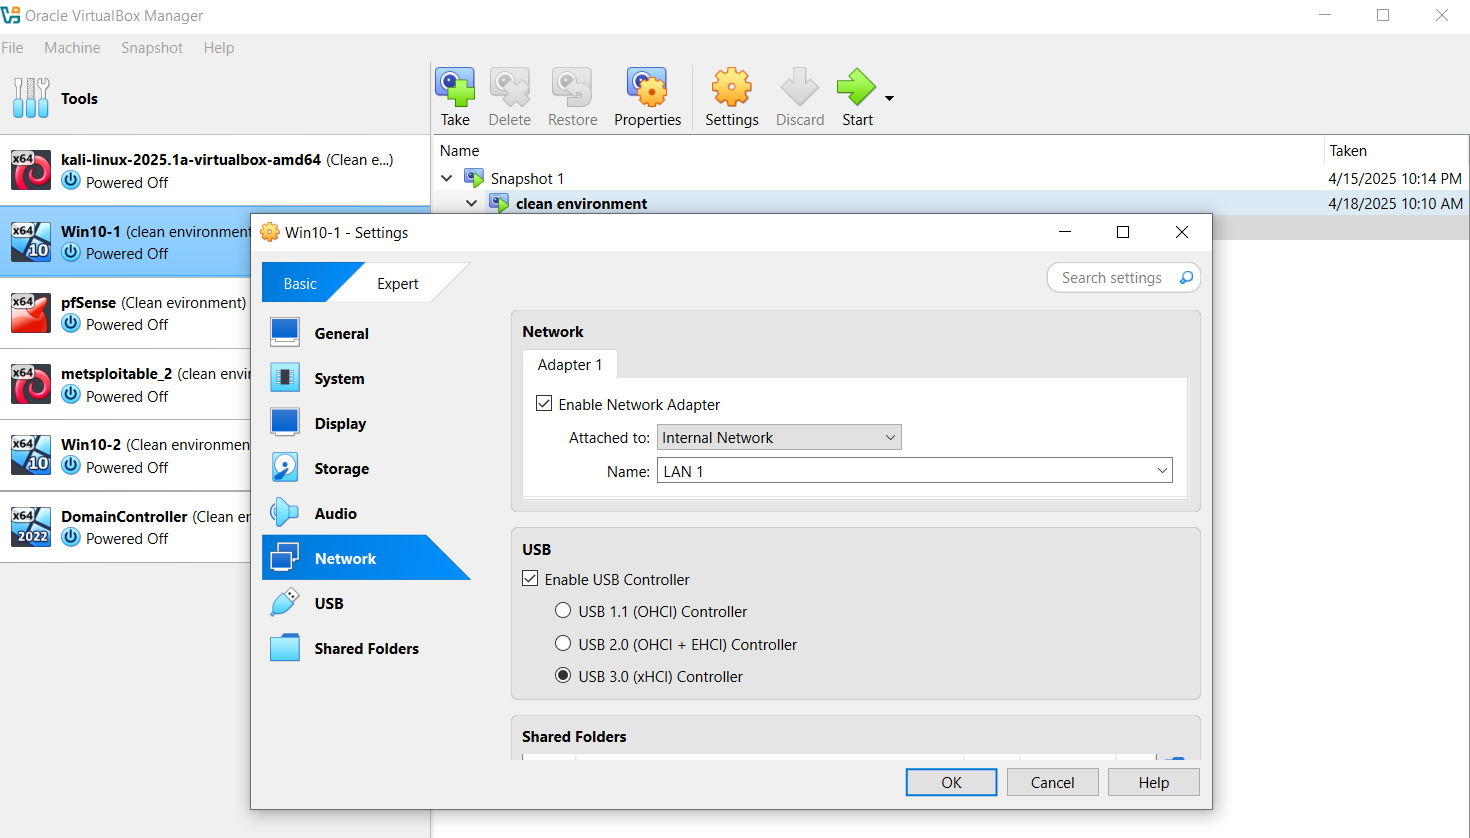 Oracle VirtualBox Manager
File Machine Snapshot Help
Tools
Take Delete Restore Properties Settings Discard Start
x64 kali-linux-2025.1a-virtualbox-amd64 (Clean e...)
Powered Off
x64 10 Win10-1 (clean environment
Powered Off
x64 pfSense (Clean evironment)
Powered Off
x64 metsploitable_2 (clean envi
Powered Off
x64 10 Win10-2 (Clean environmen
Powered Off
x64 2022 DomainController (Clean er
Powered Off
Name Taken
Snapshot 1 4/15/2025 10:14 PM
clean environment 4/18/2025 10:10 AM
Win10-1 - Settings
Basic Expert Search settings
General
System
Display
Storage
Audio
Network
USB
Shared Folders
Network
Adapter 1
Enable Network Adapter
Attached to: Internal Network
Name: LAN 1
USB
Enable USB Controller
USB 1.1 (OHCI) Controller
USB 2.0 (OHCI + EHCI) Controller
USB 3.0 (xHCI) Controller
Shared Folders
OK Cancel Help